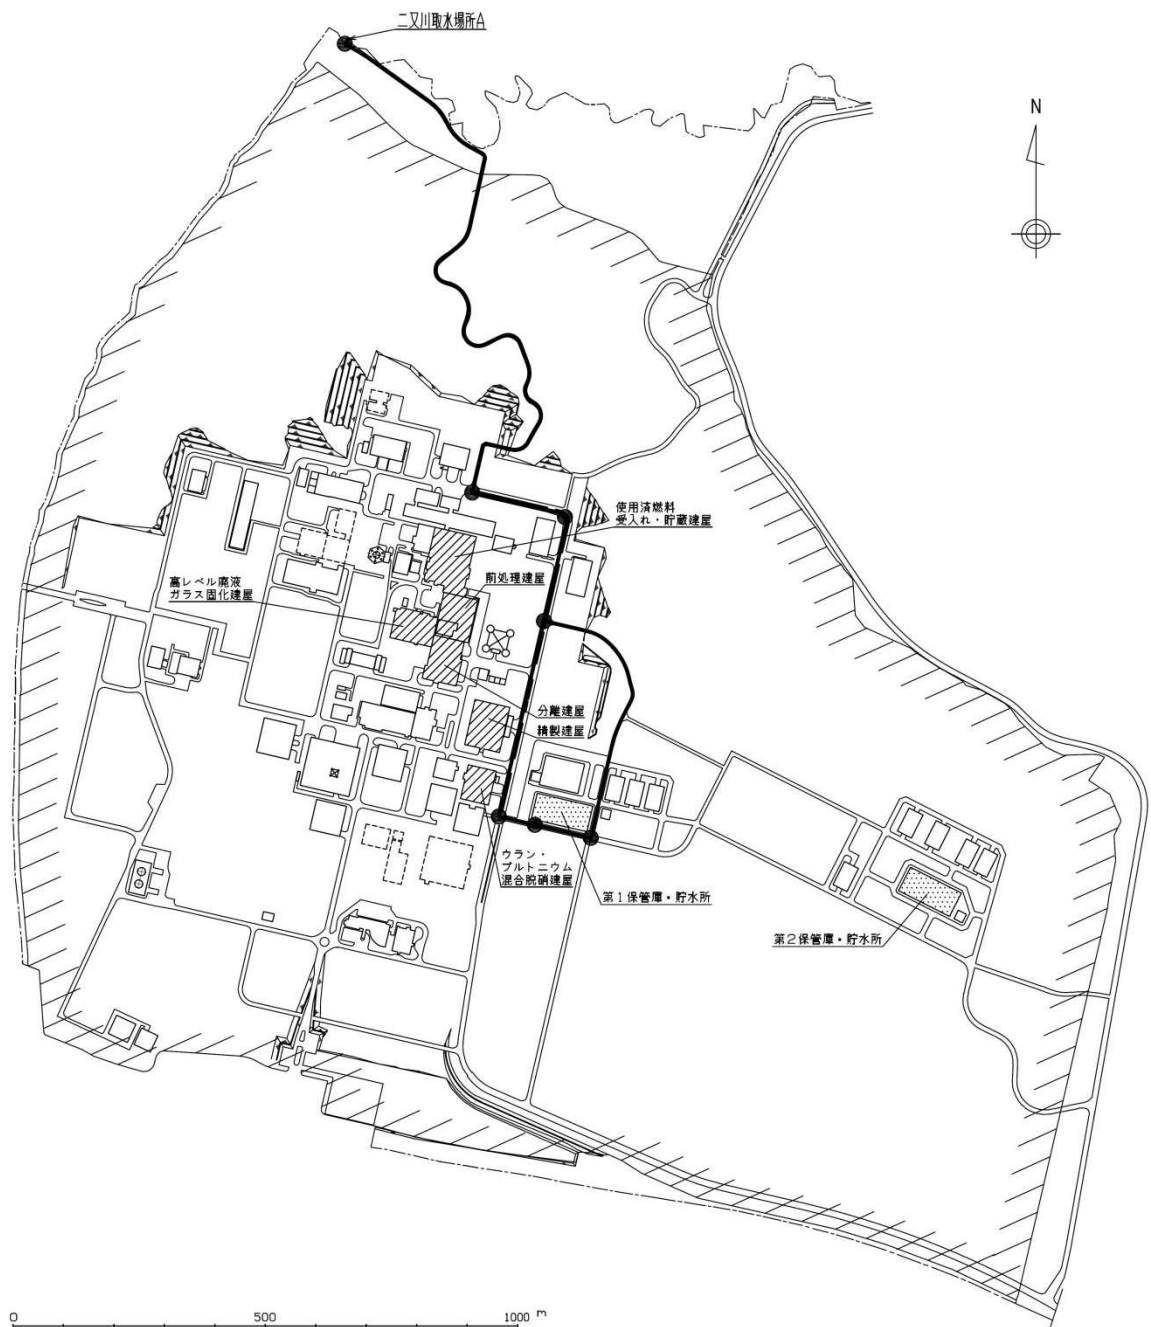 二又川取水場所A
N
使用済燃料
受入れ・貯蔵建屋
前処理建屋
高レベル廃液
ガラス固化建屋
分離建屋
精製建屋
ウラン・
プルトニウム
混合脱硝建屋
第1保管庫・貯水所
第2保管庫・貯水所
0 500 1000 m